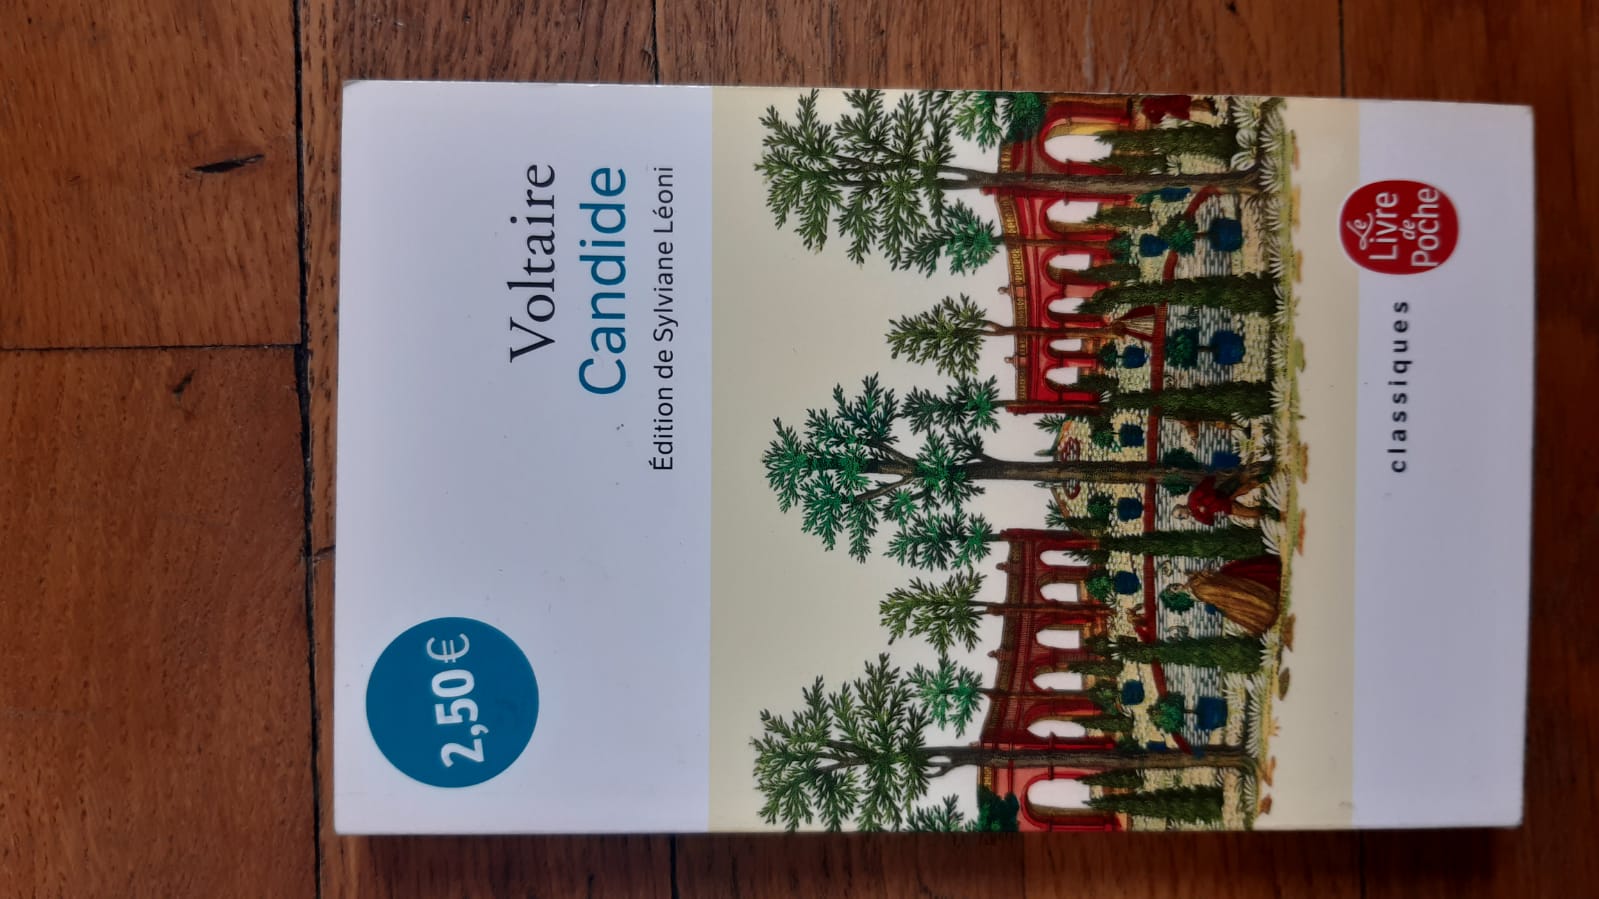 2,50€
Voltaire
Candide
Édition de Sylviane Léoni
classiques
Le
Livre
de
Poche